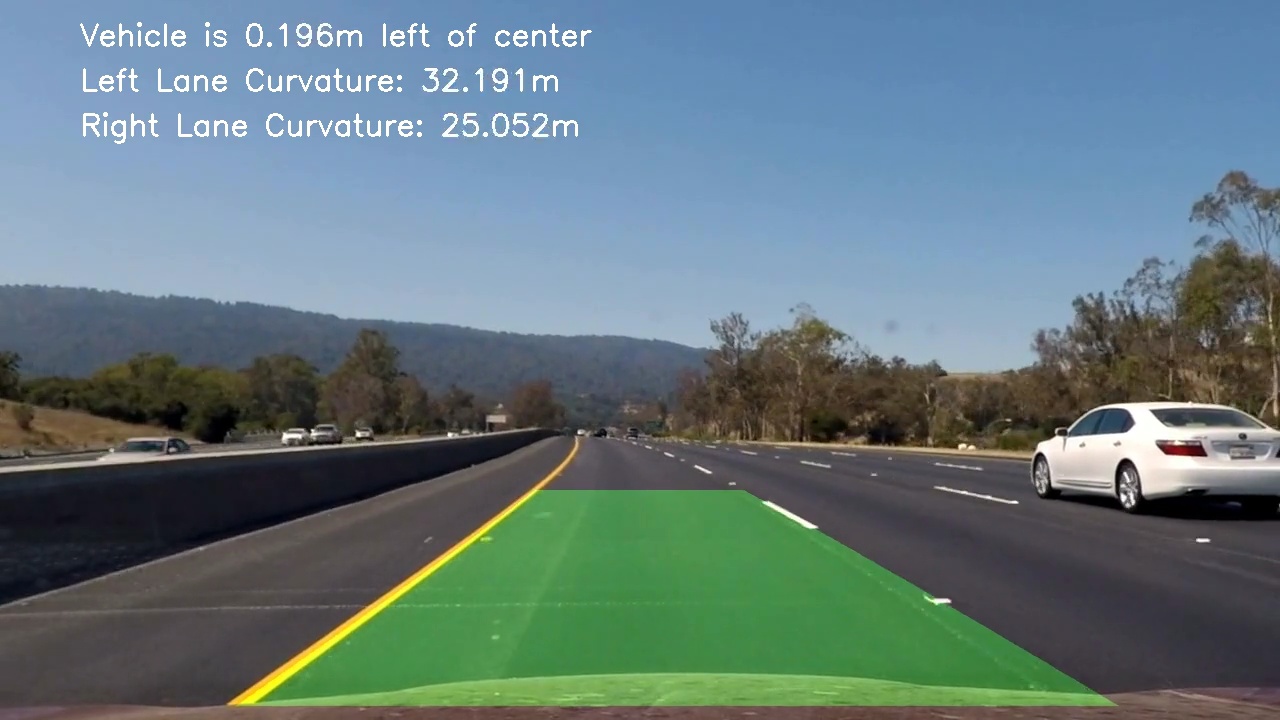 Vehicle is 0.196m left of center
Left Lane Curvature: 32.191m
Right Lane Curvature: 25.052m